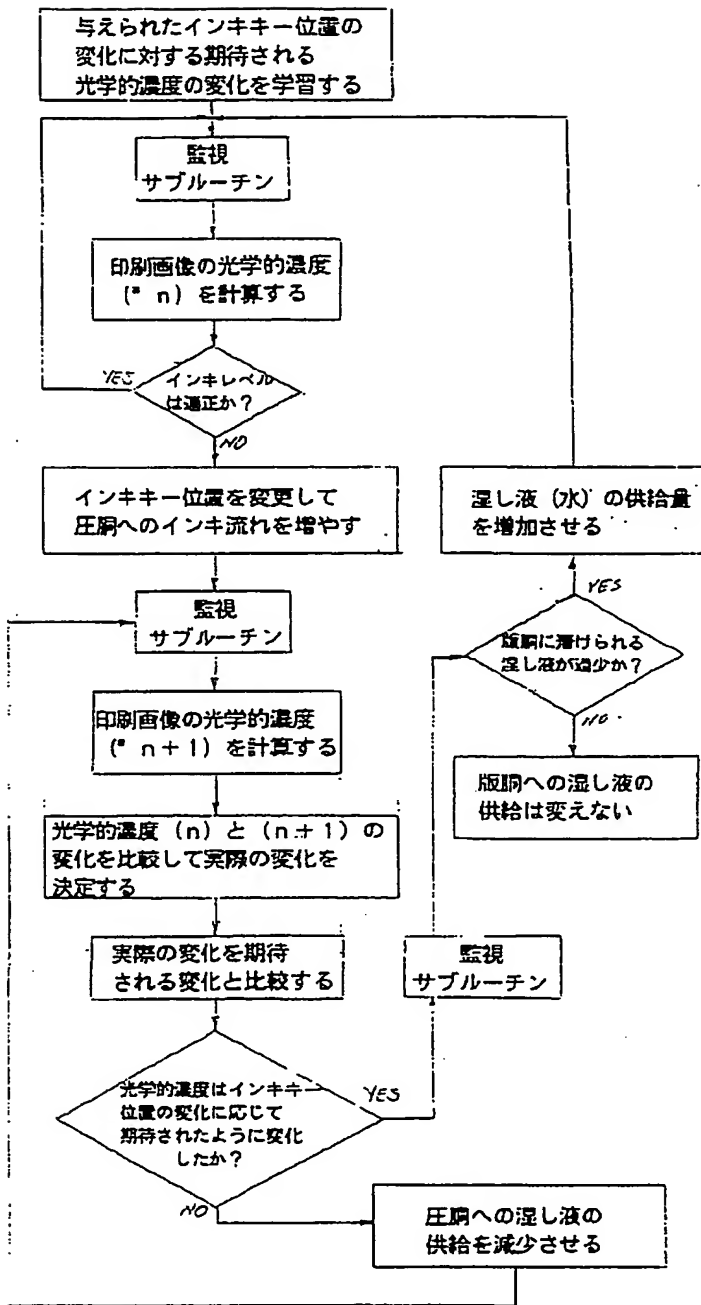 与えられたインキキー位置の
変化に対する期待される
光学的濃度の変化を学習する
監視
サブルーチン
印刷画像の光学的濃度
(* n) を計算する
YES
インキレベル
は適正か?
NO
インキキー位置を変更して
圧胴へのインキ流れを増やす
監視
サブルーチン
印刷画像の光学的濃度
(* n+1) を計算する
光学的濃度 (n) と (n+1) の
変化を比較して実際の変化を
決定する
実際の変化を期待
される変化と比較する
光学的濃度はインキキー
位置の変化に応じて
期待されたように変化
したか?
YES
NO
圧胴への湿し液の
供給を減少させる
監視
サブルーチン
版胴に溜けられる
湿し液が過少か?
YES
NO
湿し液 (水) の供給量
を増加させる
版胴への湿し液の
供給は変えない